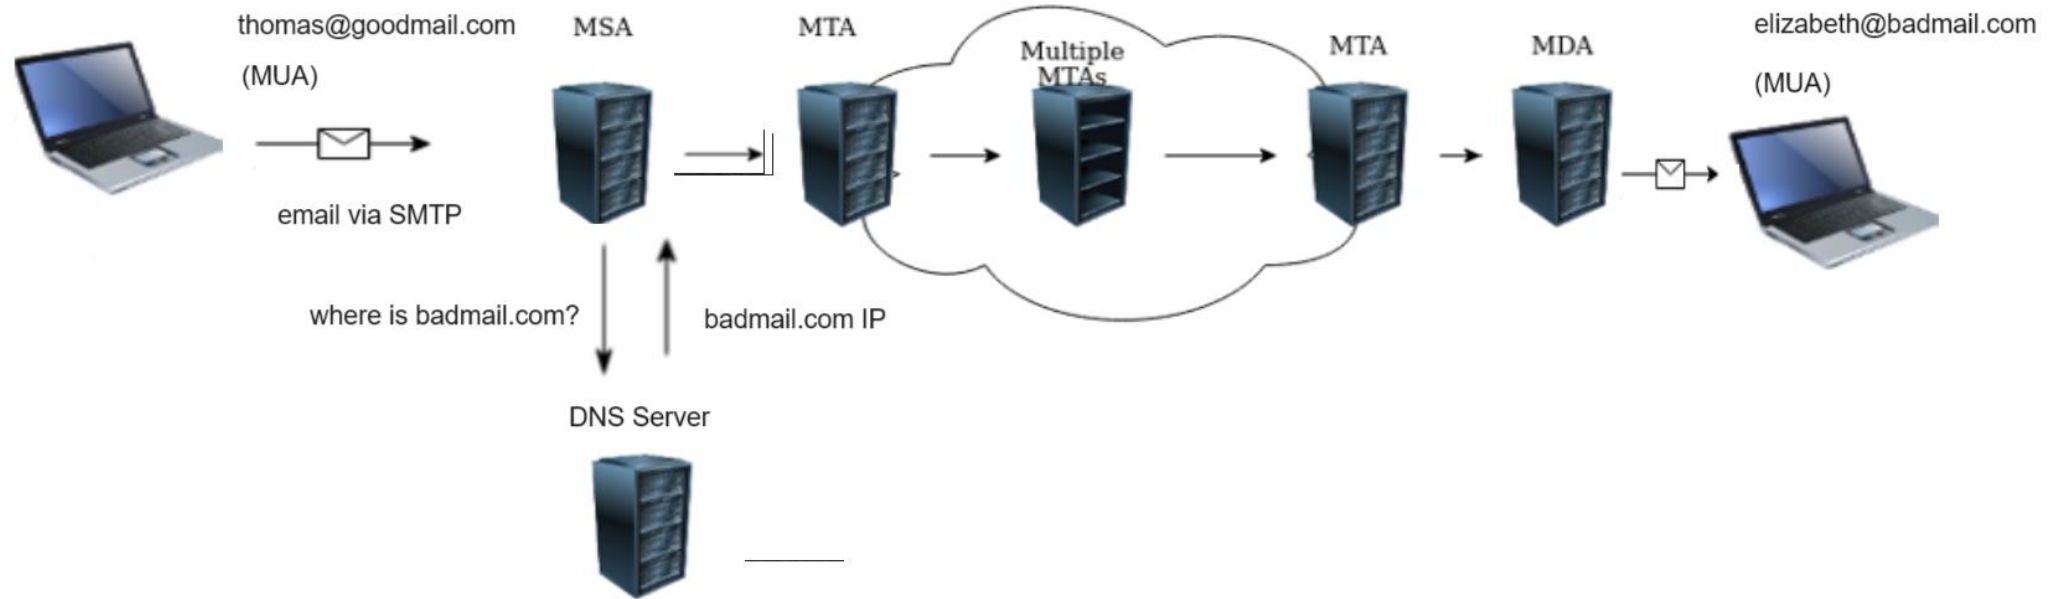 thomas@goodmail.com
(MUA)
email via SMTP
MSA
MTA
Multiple
MTAs
MTA
MDA
elizabeth@badmail.com
(MUA)
where is badmail.com?
badmail.com IP
DNS Server